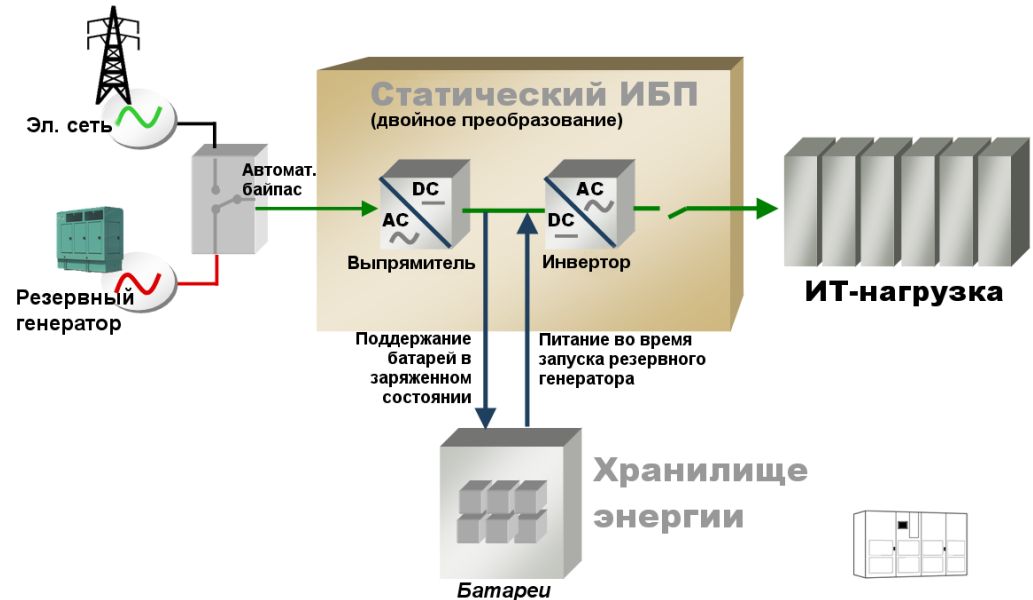 Статический ИБП
(двойное преобразование)
Эл. сеть
Автомат.
байпас
DC
AC
AC
DC
Выпрямитель
Инвертор
Резервный
генератор
ИТ-нагрузка
Поддержание
батарей в
заряженном
состоянии
Питание во время
запуска резервного
генератора
Хранилище
энергии
Батареи